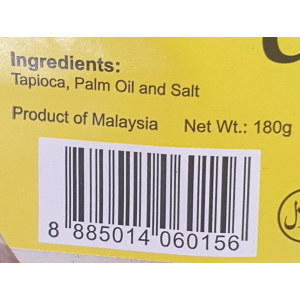 Ingredients:
Tapioca, Palm Oil and Salt
Product of Malaysia Net Wt.: 180g
8 885014 060156